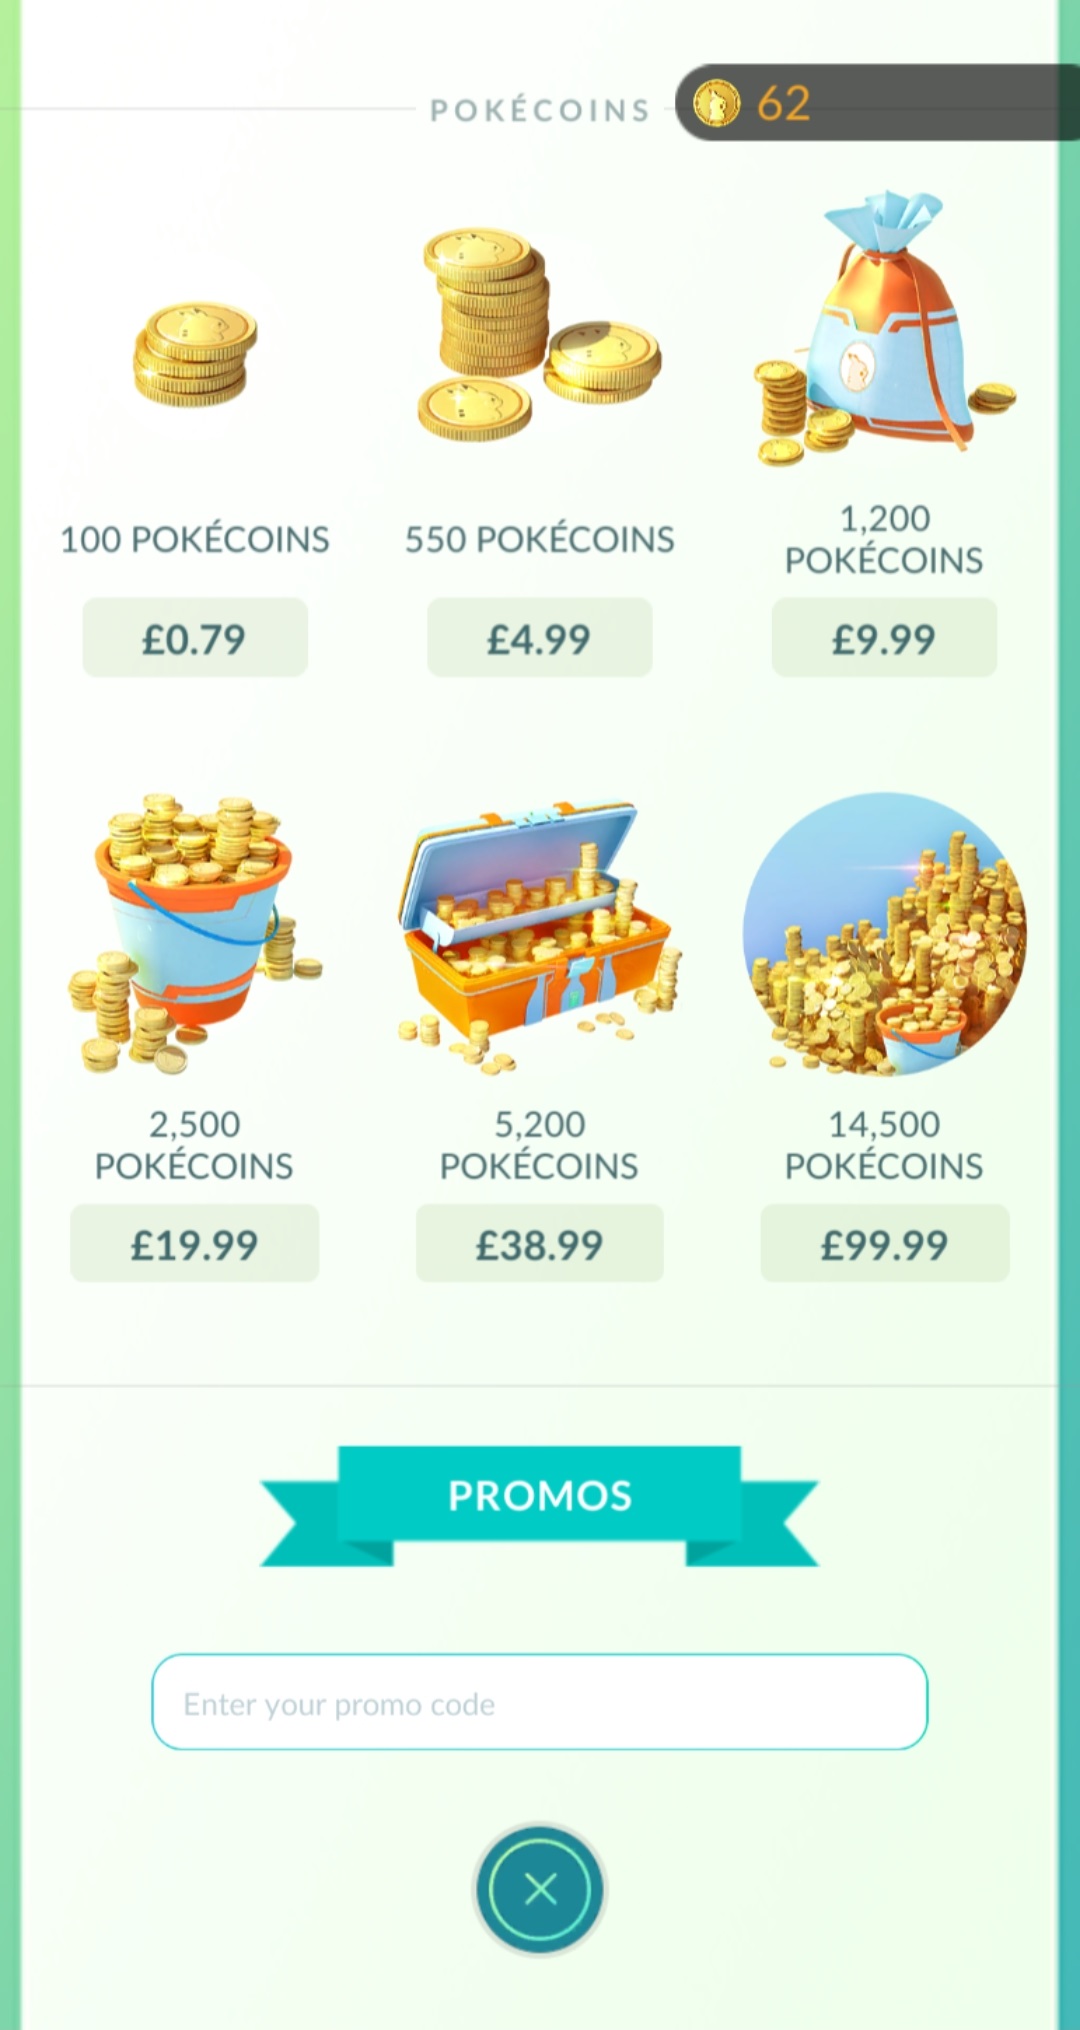 POKÉCOINS
62
100 POKÉCOINS
550 POKÉCOINS
1,200
POKÉCOINS
£0.79
£4.99
£9.99
2,500
POKÉCOINS
5,200
POKÉCOINS
14,500
POKÉCOINS
£19.99
£38.99
£99.99
PROMOS
Enter your promo code